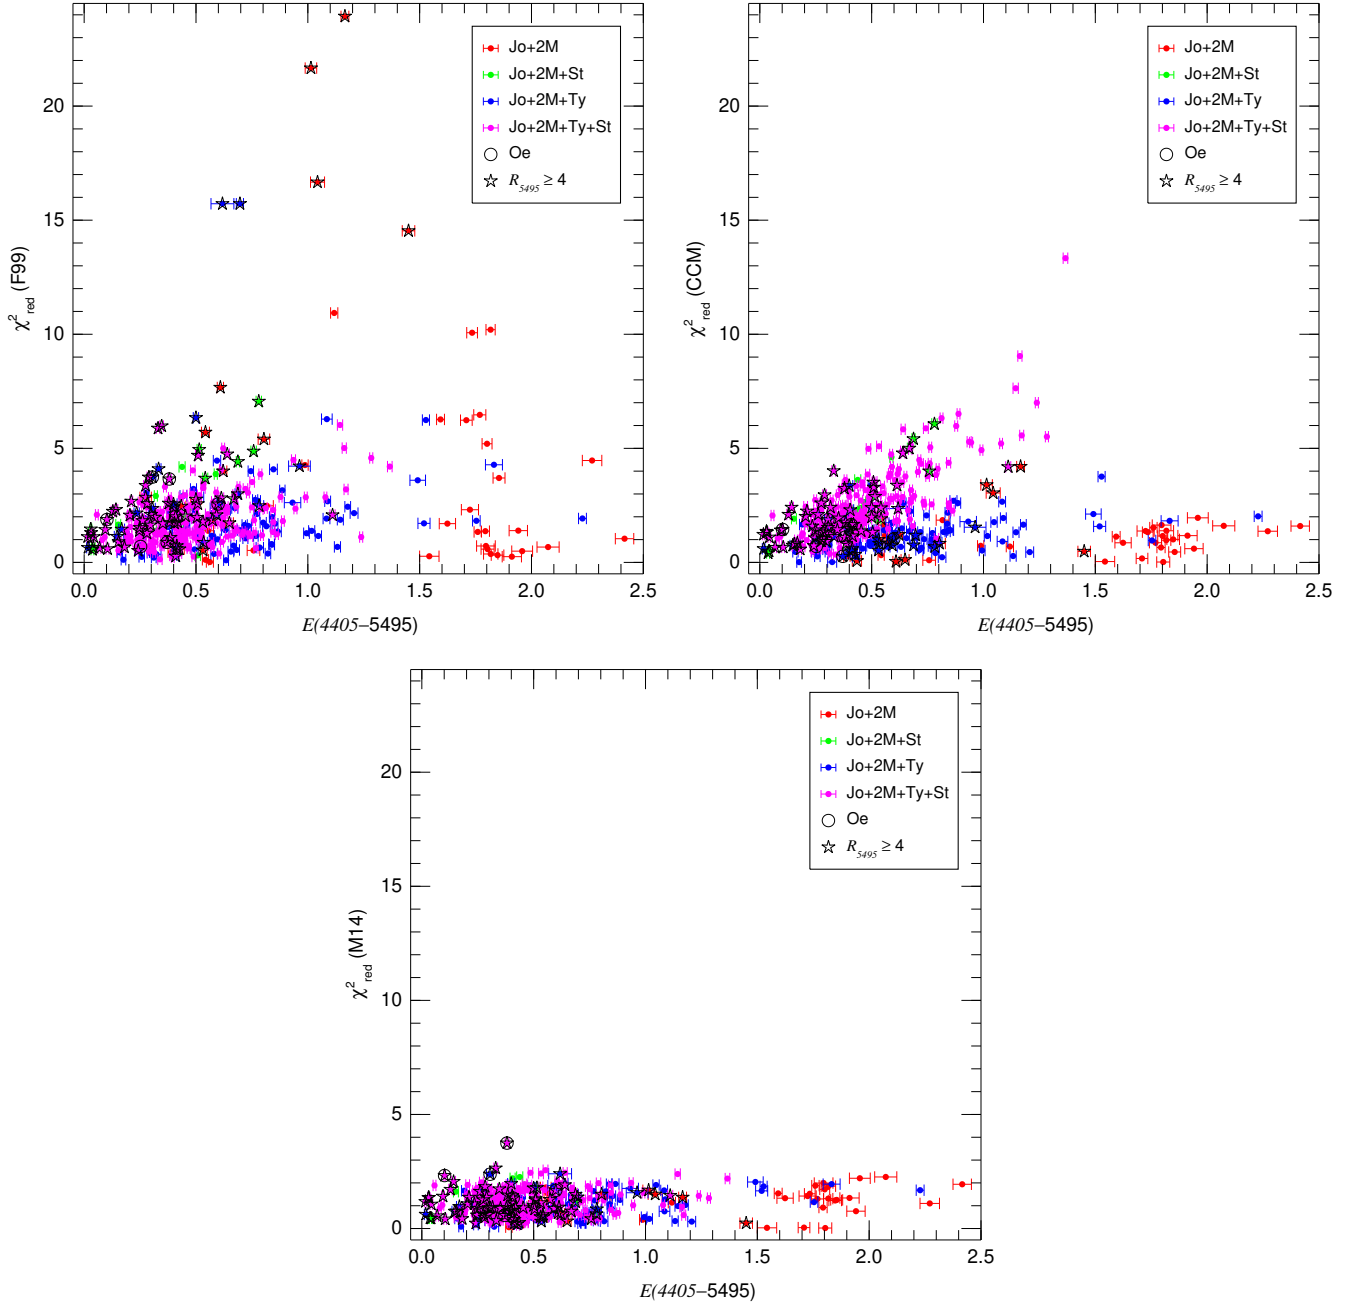 χ²red (F99)
20
15
10
5
0
Jo+2M
Jo+2M+St
Jo+2M+Ty
Jo+2M+Ty+St
Oe
R5495 ≥ 4
0.0 0.5 1.0 1.5 2.0 2.5
E(4405–5495)
χ²red (CCM)
20
15
10
5
0
Jo+2M
Jo+2M+St
Jo+2M+Ty
Jo+2M+Ty+St
Oe
R5495 ≥ 4
0.0 0.5 1.0 1.5 2.0 2.5
E(4405–5495)
χ²red (M14)
20
15
10
5
0
Jo+2M
Jo+2M+St
Jo+2M+Ty
Jo+2M+Ty+St
Oe
R5495 ≥ 4
0.0 0.5 1.0 1.5 2.0 2.5
E(4405–5495)